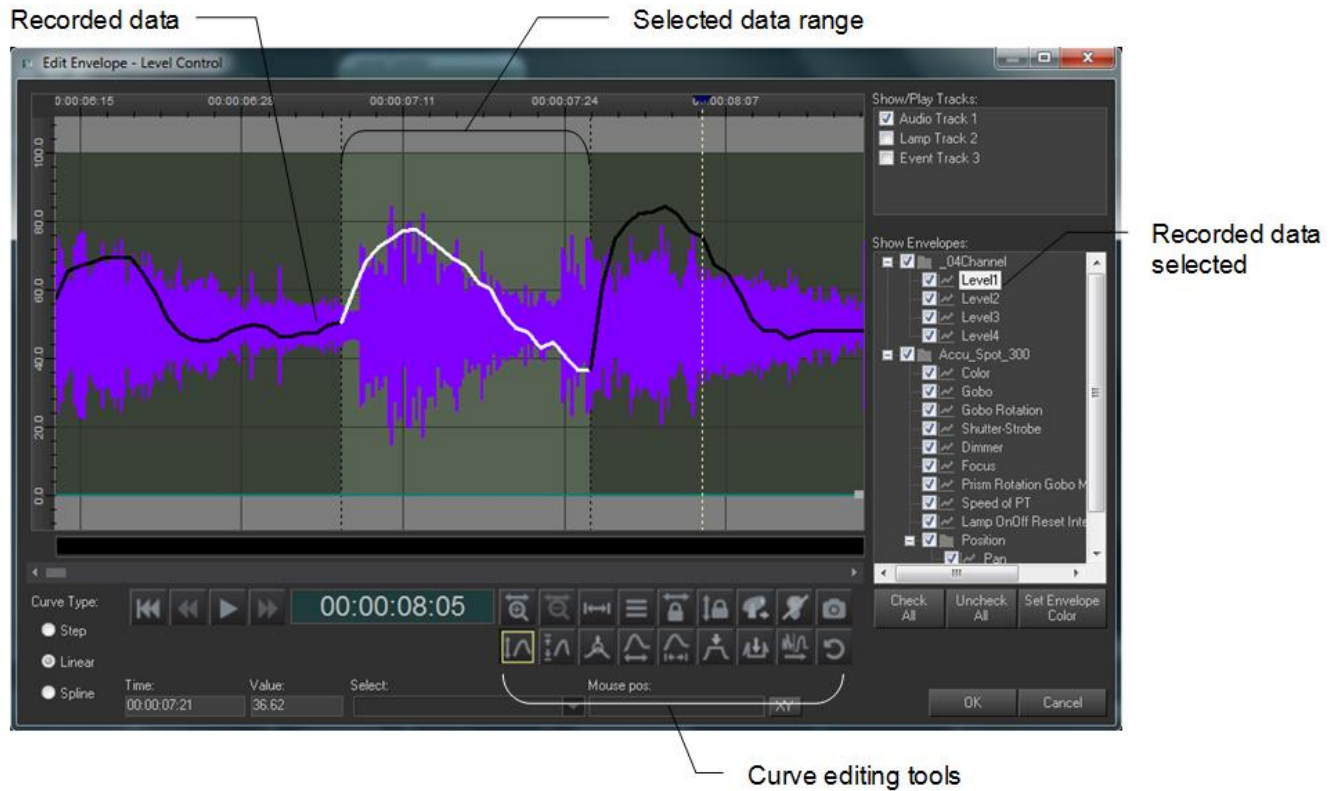 Recorded data
Selected data range
Edit Envelope - Level Control
0:00:06:15 00:00:06:28 00:00:07:11 00:00:07:24 00:00:08:07
100.0
80.0
60.0
40.0
20.0
0.0
Show/Play Tracks:
Audio Track 1
Lamp Track 2
Event Track 3
Show Envelopes:
_04Channel
Level1
Level2
Level3
Level4
Accu_Spot_300
Color
Gobo
Gobo Rotation
Shutter-Strobe
Dimmer
Focus
Prism Rotation Gobo M
Speed of PT
Lamp OnOff Reset Inte
Position
Pan
Recorded data
selected
Check All
Uncheck All
Set Envelope Color
Curve Type:
Step
Linear
Spline
00:00:08:05
Time: Value: Select: Mouse pos:
00:00:07:21 36.62 XY
OK Cancel
Curve editing tools